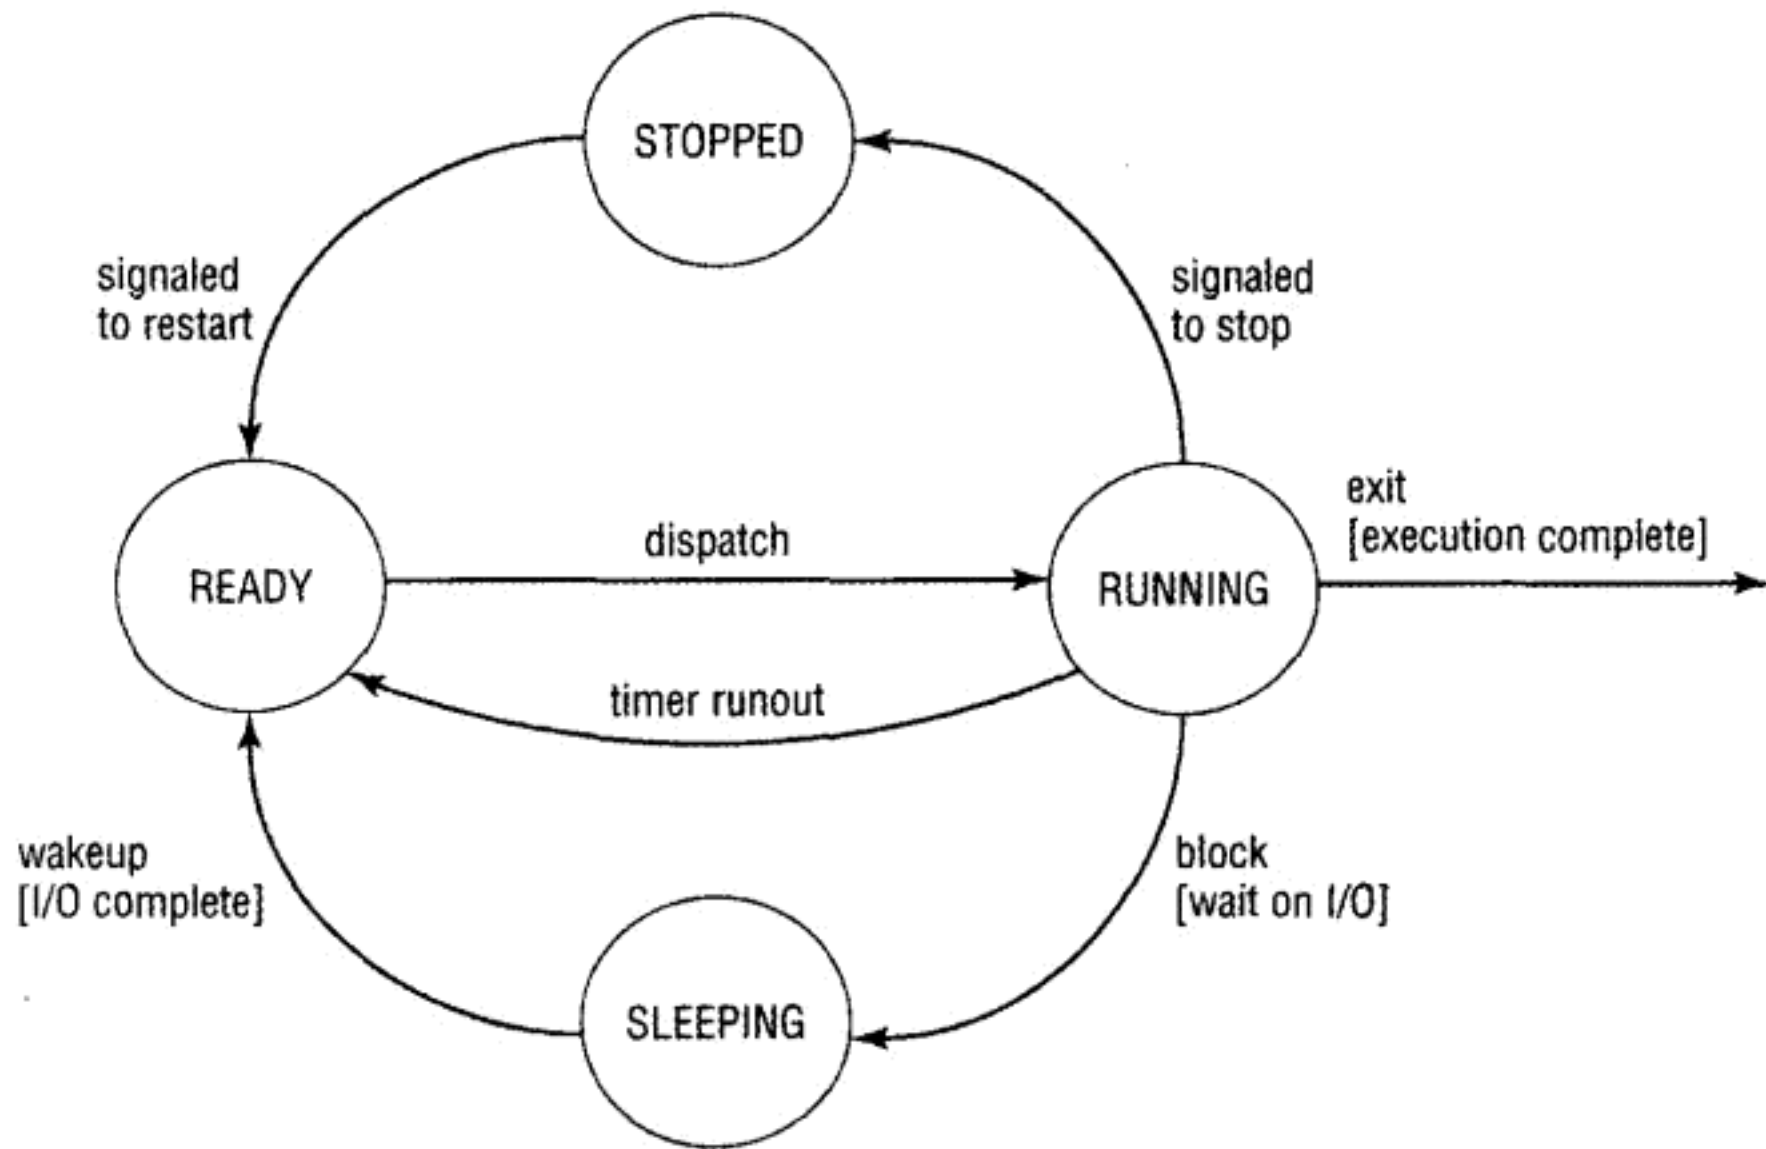 STOPPED
signaled
to restart
signaled
to stop
exit
[execution complete]
dispatch
READY
RUNNING
timer runout
wakeup
[I/O complete]
block
[wait on I/O]
SLEEPING